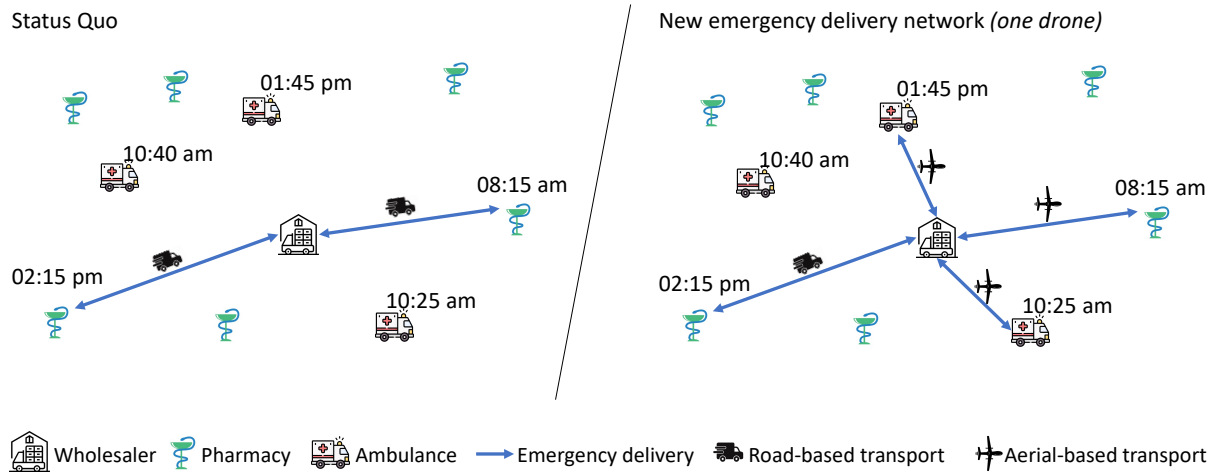 Status Quo
01:45 pm
10:40 am
08:15 am
02:15 pm
10:25 am
New emergency delivery network (one drone)
01:45 pm
10:40 am
08:15 am
02:15 pm
10:25 am
Wholesaler Pharmacy Ambulance Emergency delivery Road-based transport Aerial-based transport